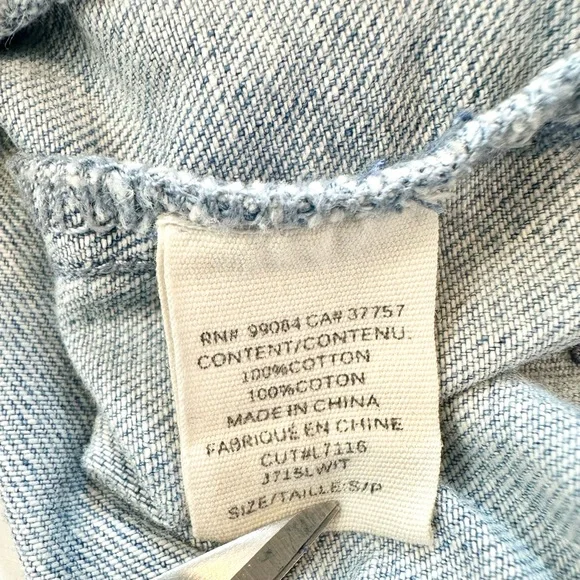 RN# 99084 CA# 37757
CONTENT/CONTENU:
100%COTTON
100%COTON
MADE IN CHINA
FABRIQUÉ EN CHINE
CUT#L7116
J715LWIT
SIZE/TAILLE:S/P